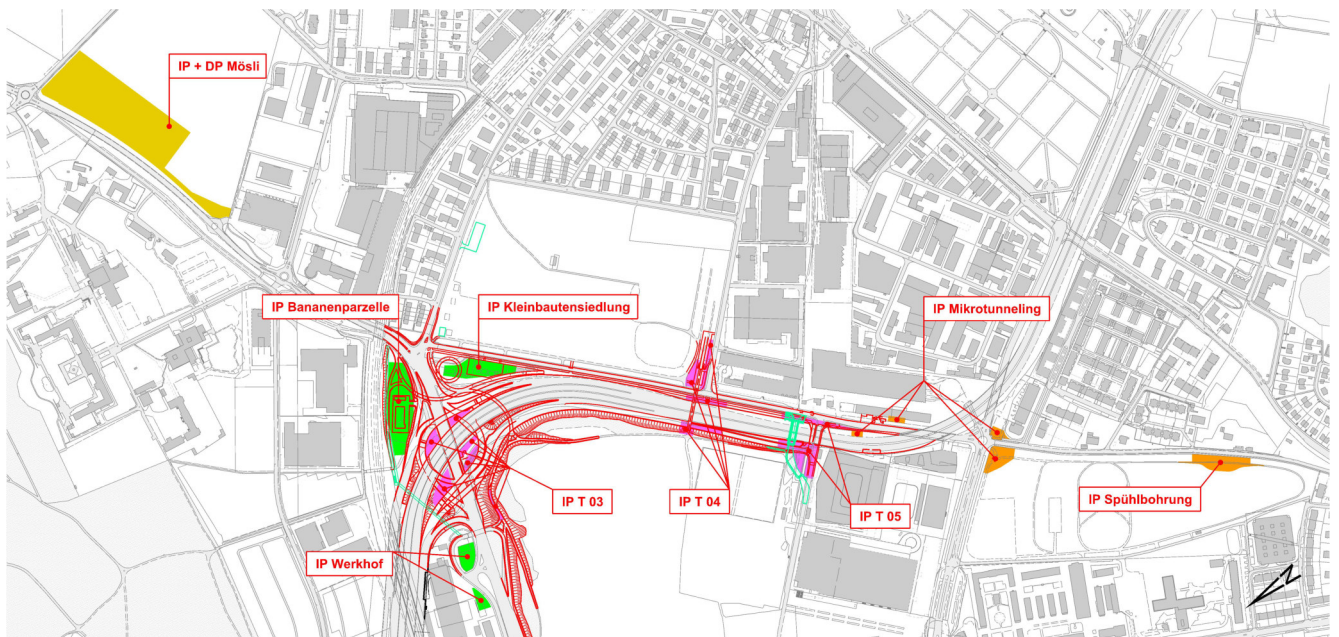 IP + DP Mösli
IP Bananenparzelle
IP Kleinbautensiedlung
IP Mikrotunneling
IP T 03
IP T 04
IP T 05
IP Spühlbohrung
IP Werkhof
N